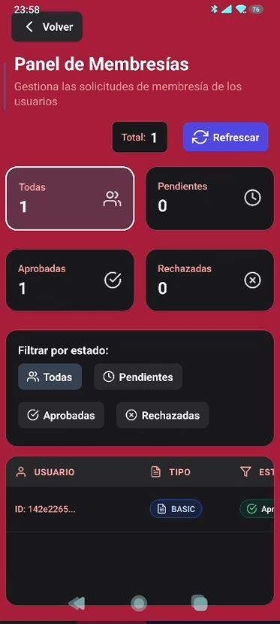 23:58
76
Volver
Panel de Membresías
Gestiona las solicitudes de membresía de los
usuarios
Total: 1
Refrescar
Todas
1
Pendientes
0
Aprobadas
1
Rechazadas
0
Filtrar por estado:
Todas
Pendientes
Aprobadas
Rechazadas
USUARIO TIPO EST
ID: 142e2265... BASIC Apr